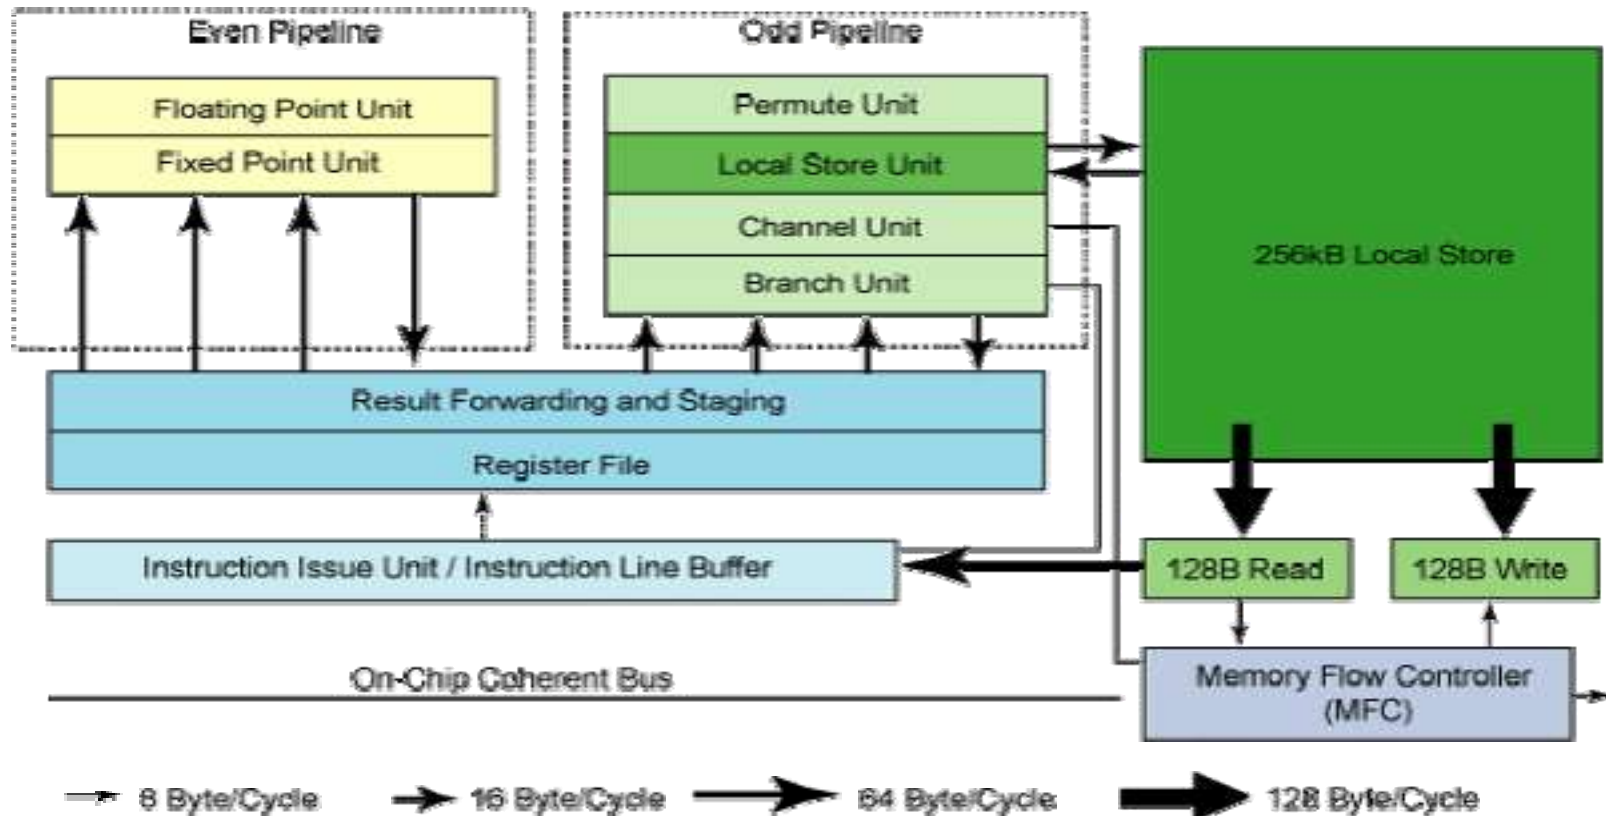 Even Pipeline
Odd Pipeline
Floating Point Unit
Fixed Point Unit
Permute Unit
Local Store Unit
Channel Unit
Branch Unit
256kB Local Store
Result Forwarding and Staging
Register File
Instruction Issue Unit / Instruction Line Buffer
128B Read
128B Write
On-Chip Coherent Bus
Memory Flow Controller
(MFC)
8 Byte/Cycle
16 Byte/Cycle
64 Byte/Cycle
128 Byte/Cycle